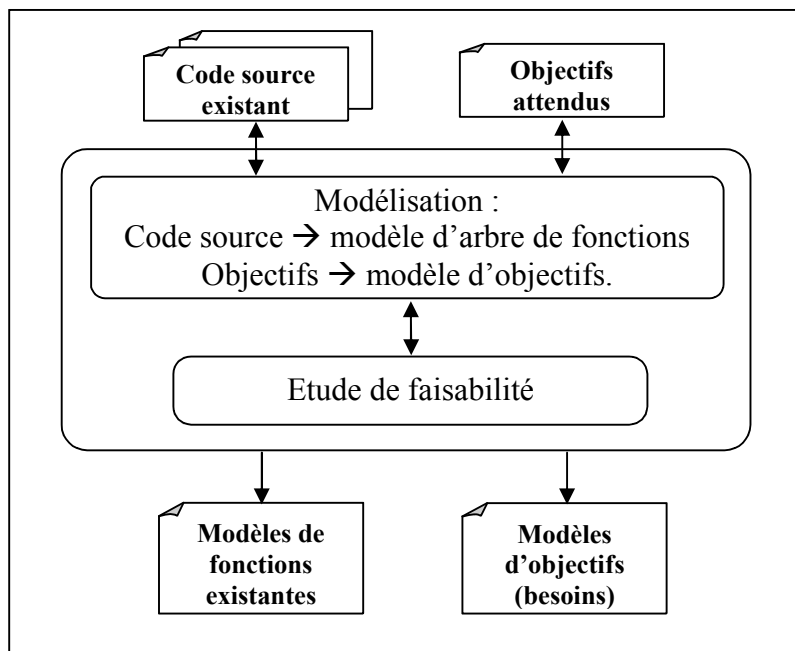 Code source
existant
Objectifs
attendus
Modélisation :
Code source → modèle d'arbre de fonctions
Objectifs → modèle d'objectifs.
Etude de faisabilité
Modèles de
fonctions
existantes
Modèles
d'objectifs
(besoins)